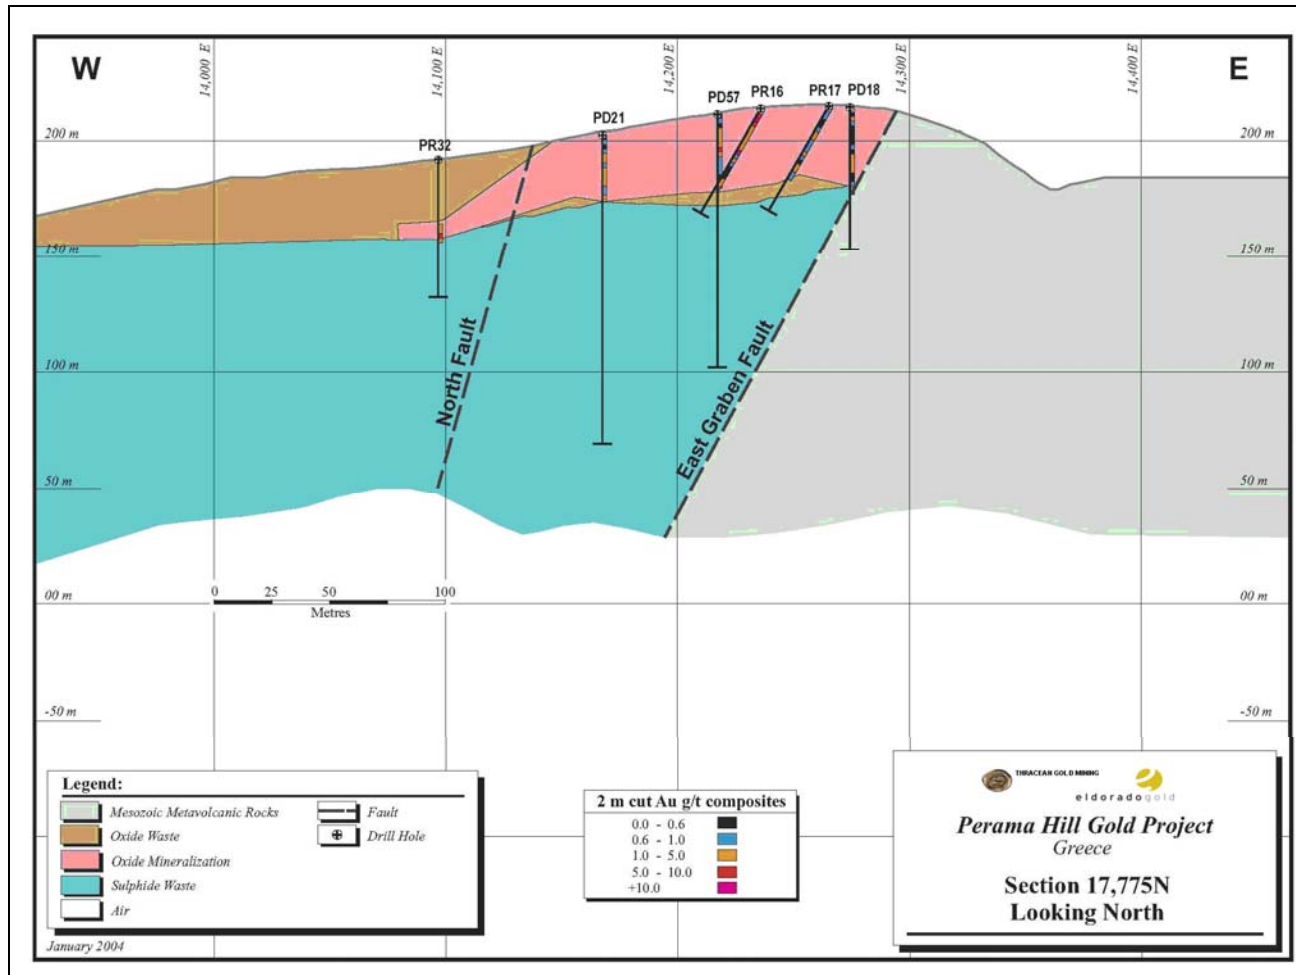 W
14,000 E
14,100 E
14,200 E
14,300 E
14,400 E
E
PR32
PD21
PD57
PR16
PR17
PD18
200 m
200 m
150 m
150 m
100 m
100 m
50 m
50 m
00 m
00 m
-50 m
-50 m
North Fault
East Graben Fault
0 25 50 100
Metres
Legend:
Mesozoic Metavolcanic Rocks
Oxide Waste
Oxide Mineralization
Sulphide Waste
Air
Fault
Drill Hole
January 2004
2 m cut Au g/t composites
0.0 - 0.6
0.6 - 1.0
1.0 - 5.0
5.0 - 10.0
+10.0
THRACEAN GOLD MINING
eldoradogold
Perama Hill Gold Project
Greece
Section 17,775N
Looking North